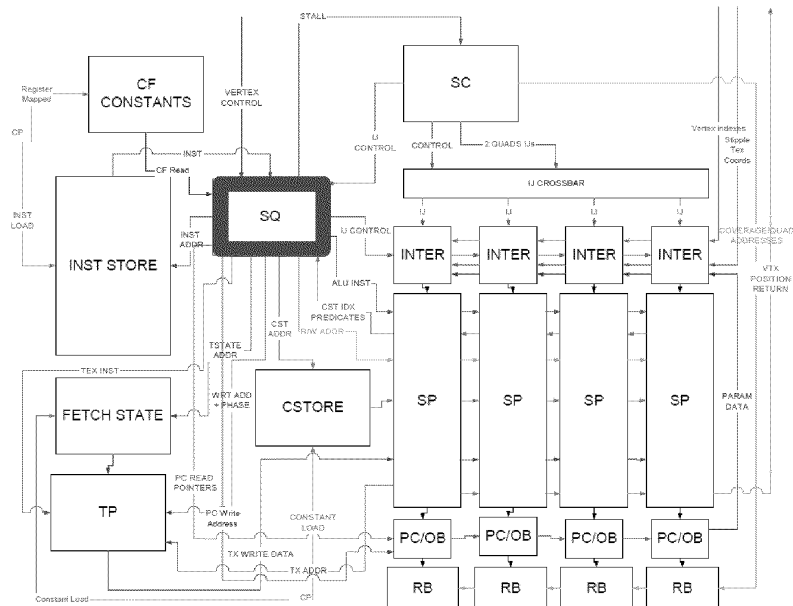 STALL
CF
CONSTANTS
SC
Register
Mapped
VERTEX
CONTROL
CP
IJ
CONTROL
CONTROL
2 QUADS IJs
Vertex indexes
Stipple
Tex
Coords
INST
CF Read
IJ CROSSBAR
INST
LOAD
INST STORE
INST
ADDR
SQ
IJ CONTROL
IJ
IJ
IJ
IJ
COVERAGE/QUAD
ADDRESSES
INTER
INTER
INTER
INTER
ALU INST
VTX
POSITION
RETURN
CST IDX
PREDICATES
CST
ADDR
R/W ADDR
TSTATE
ADDR
TEX INST
WRT ADD
+ PHASE
FETCH STATE
CSTORE
SP
SP
SP
SP
PARAM
DATA
PC READ
POINTERS
TP
PC Write
Address
CONSTANT
LOAD
PC/OB
PC/OB
PC/OB
PC/OB
TX WRITE DATA
TX ADDR
RB
RB
RB
RB
Constant Load
CP